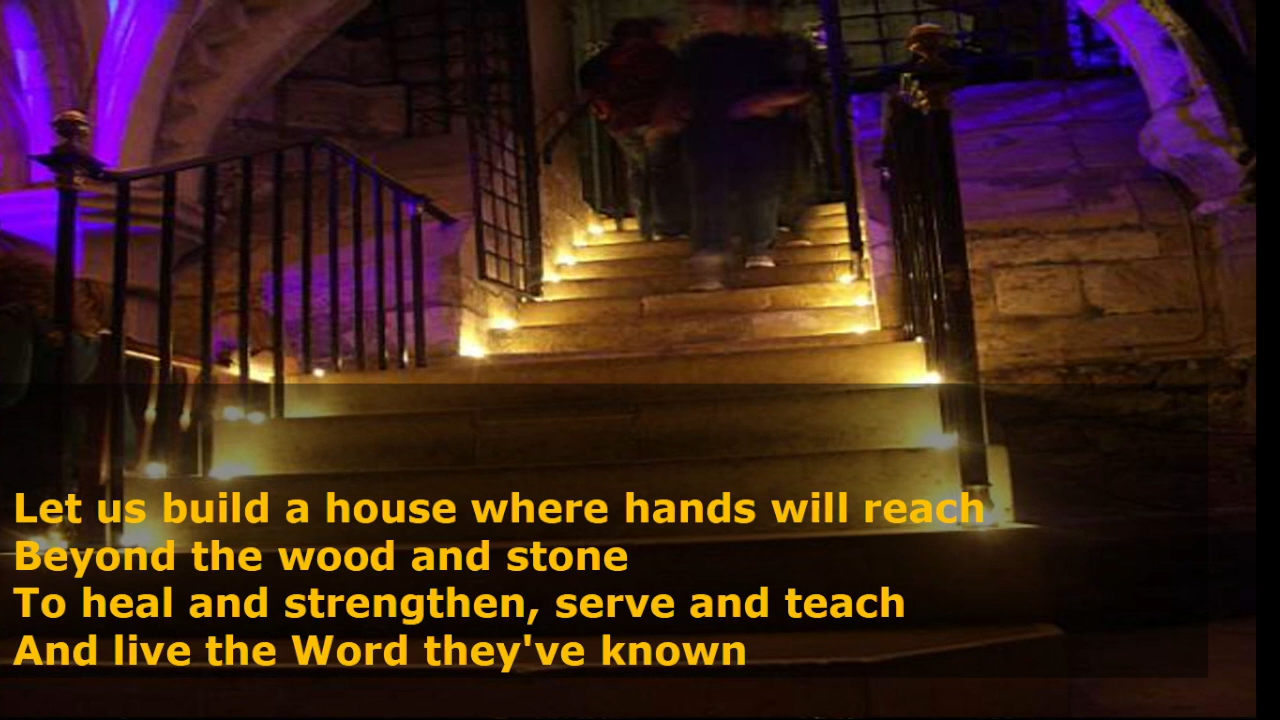 Let us build a house where hands will reach
Beyond the wood and stone
To heal and strengthen, serve and teach
And live the Word they've known